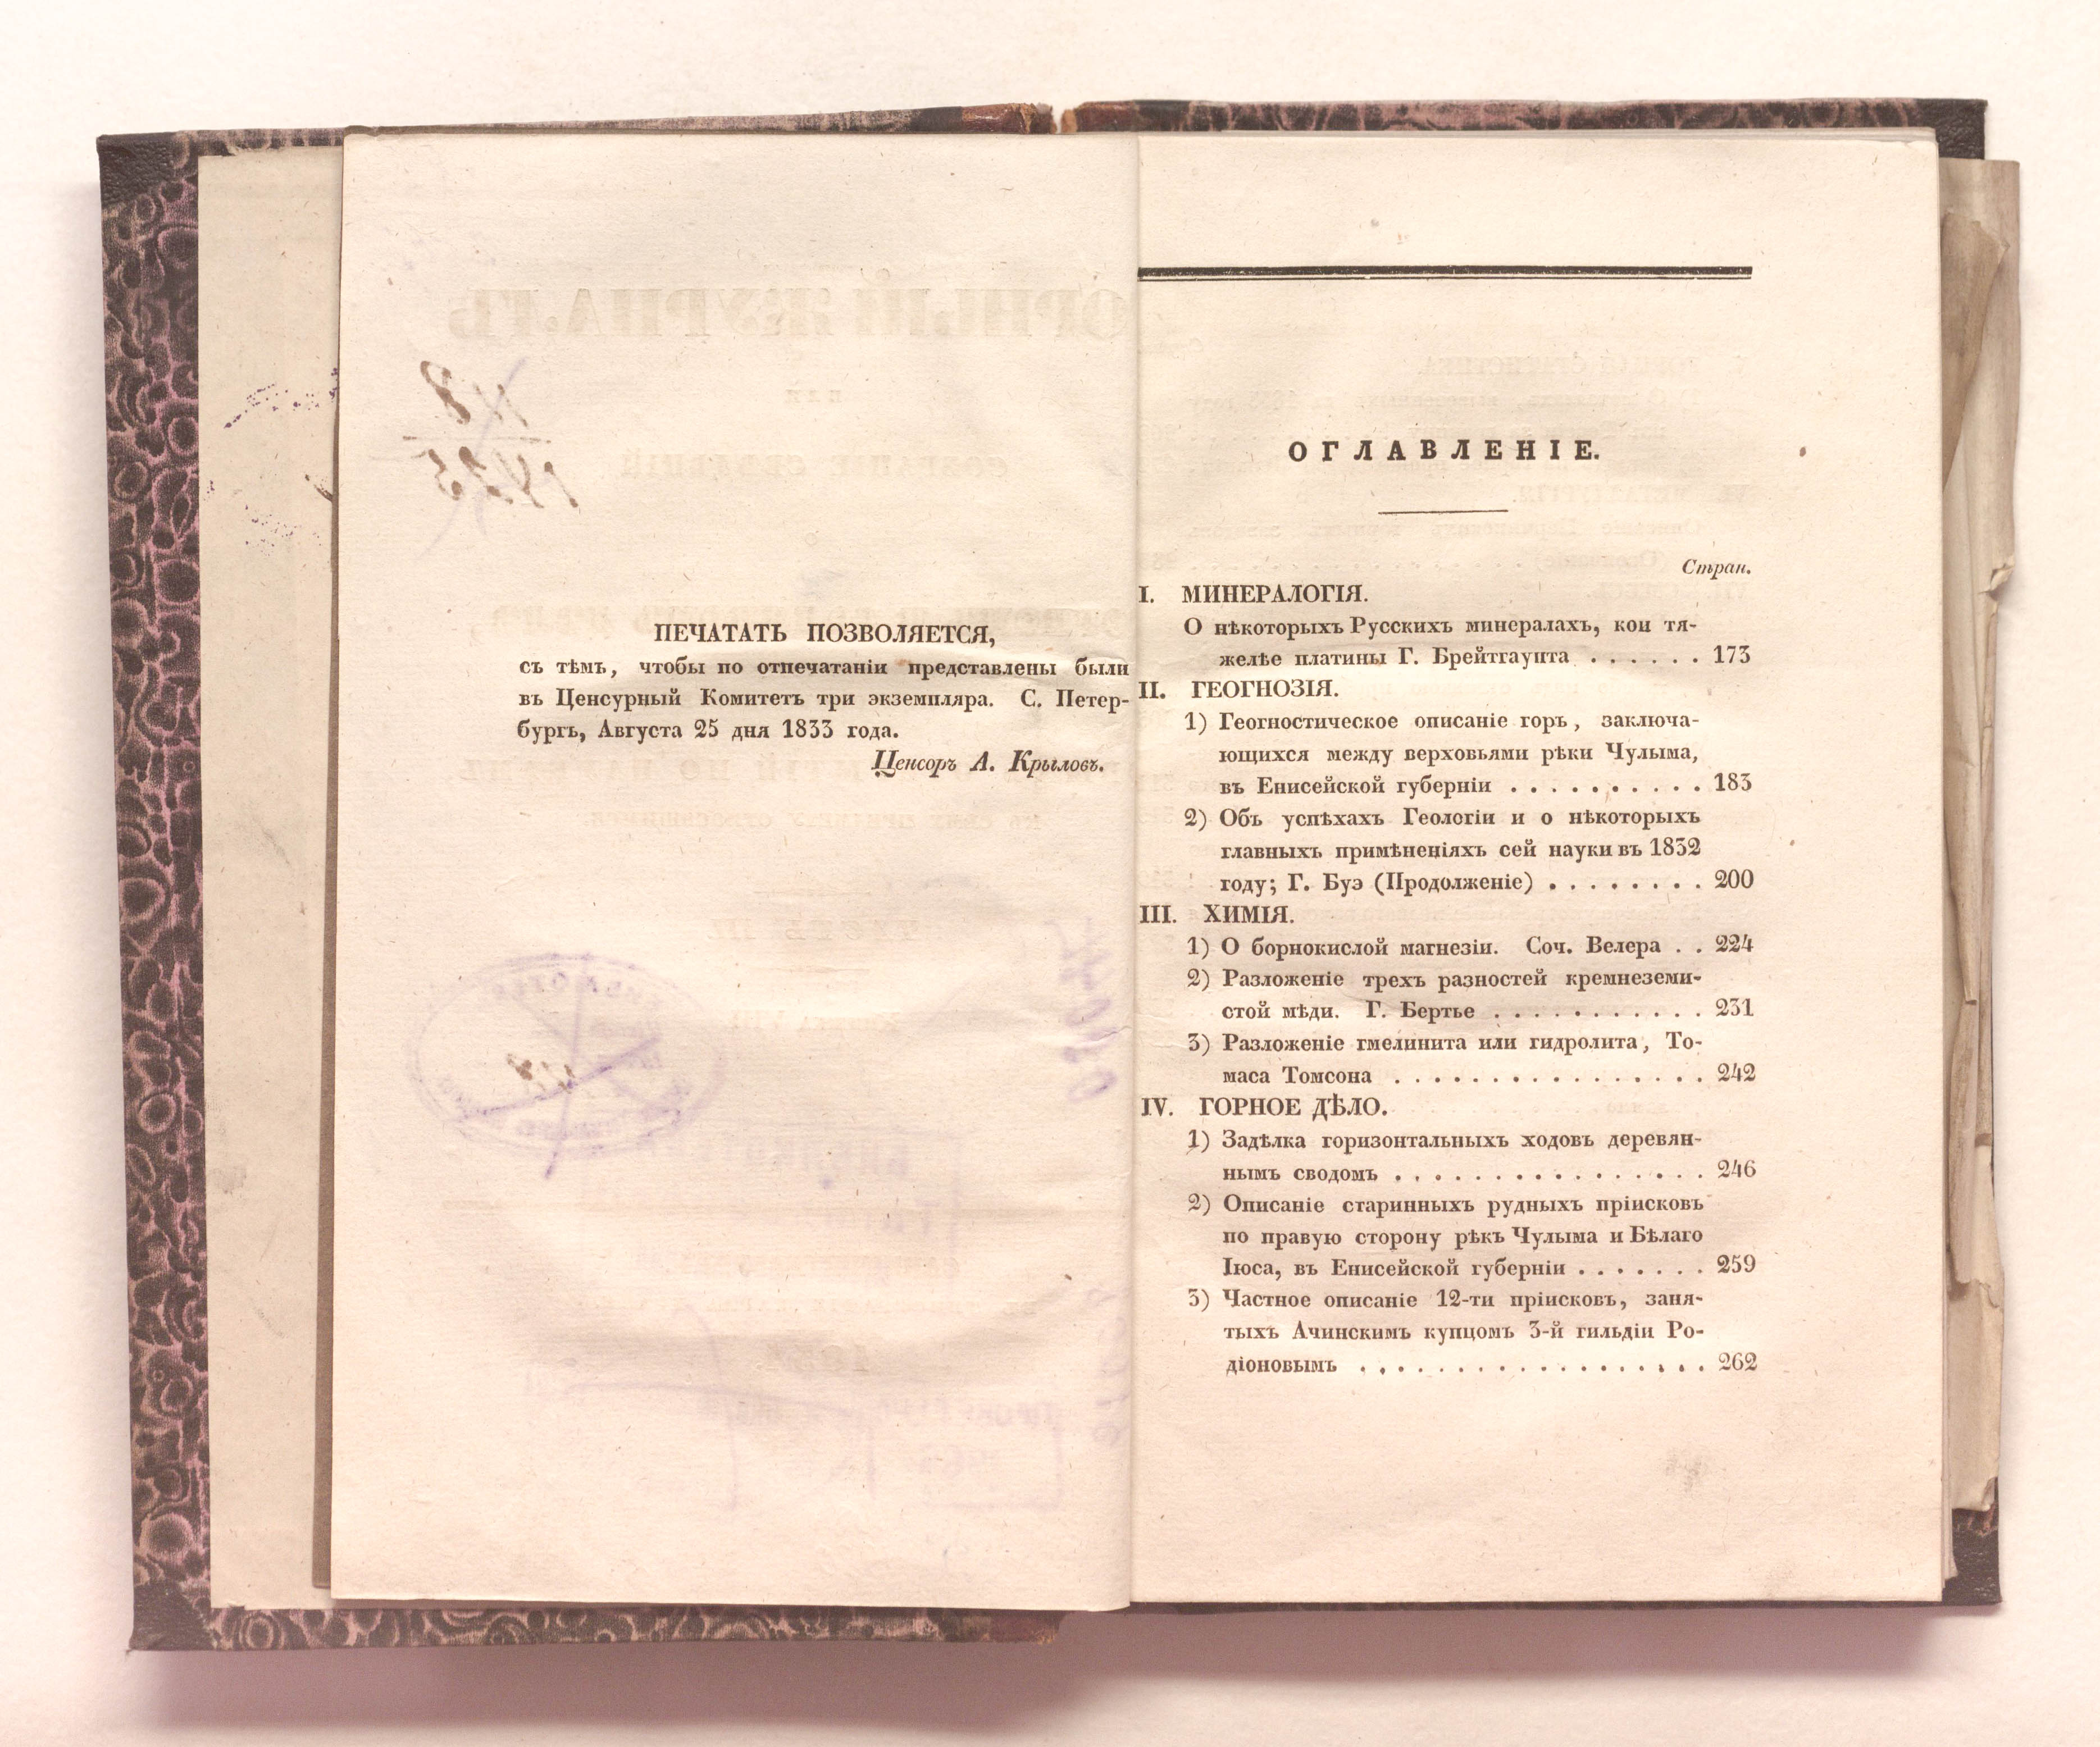 ПЕЧАТАТЬ ПОЗВОЛЯЕТСЯ,
съ тѣмъ, чтобы по отпечатаніи представлены были
въ Ценсурный Комитетъ три экземпляра. С. Петер-
бургъ, Августа 25 дня 1833 года.
Ценсоръ А. Крыловъ.
ОГЛАВЛЕНІЕ.
Стран.
I. МИНЕРАЛОГІЯ.
О нѣкоторыхъ Русскихъ минералахъ, кои тя-
желѣе платины Г. Брейтгаупта . . . . . . 173
II. ГЕОГНОЗІЯ.
1) Геогностическое описаніе горъ, заключа-
ющихся между верховьями рѣки Чулыма,
въ Енисейской губерніи . . . . . . . . . . 183
2) Объ успѣхахъ Геологіи и о нѣкоторыхъ
главныхъ примѣненіяхъ сей науки въ 1832
году; Г. Буэ (Продолженіе) . . . . . . . . 200
III. ХИМІЯ.
1) О борнокислой магнезіи. Соч. Велера . . 224
2) Разложеніе трехъ разностей кремнеземи-
стой мѣди. Г. Бертье . . . . . . . . . . . 231
3) Разложеніе гмелинита или гидролита, То-
маса Томсона . . . . . . . . . . . . . . . . 242
IV. ГОРНОЕ ДѢЛО.
1) Задѣлка горизонтальныхъ ходовъ деревян-
нымъ сводомъ . . . . . . . . . . . . . . . . 246
2) Описаніе старинныхъ рудныхъ пріисковъ
по правую сторону рѣкъ Чулыма и Бѣлаго
Іюса, въ Енисейской губерніи . . . . . . . 259
3) Частное описаніе 12-ти пріисковъ, заня-
тыхъ Ачинскимъ купцомъ 3-й гильдіи Ро-
діоновымъ . . . . . . . . . . . . . . . . . . 262